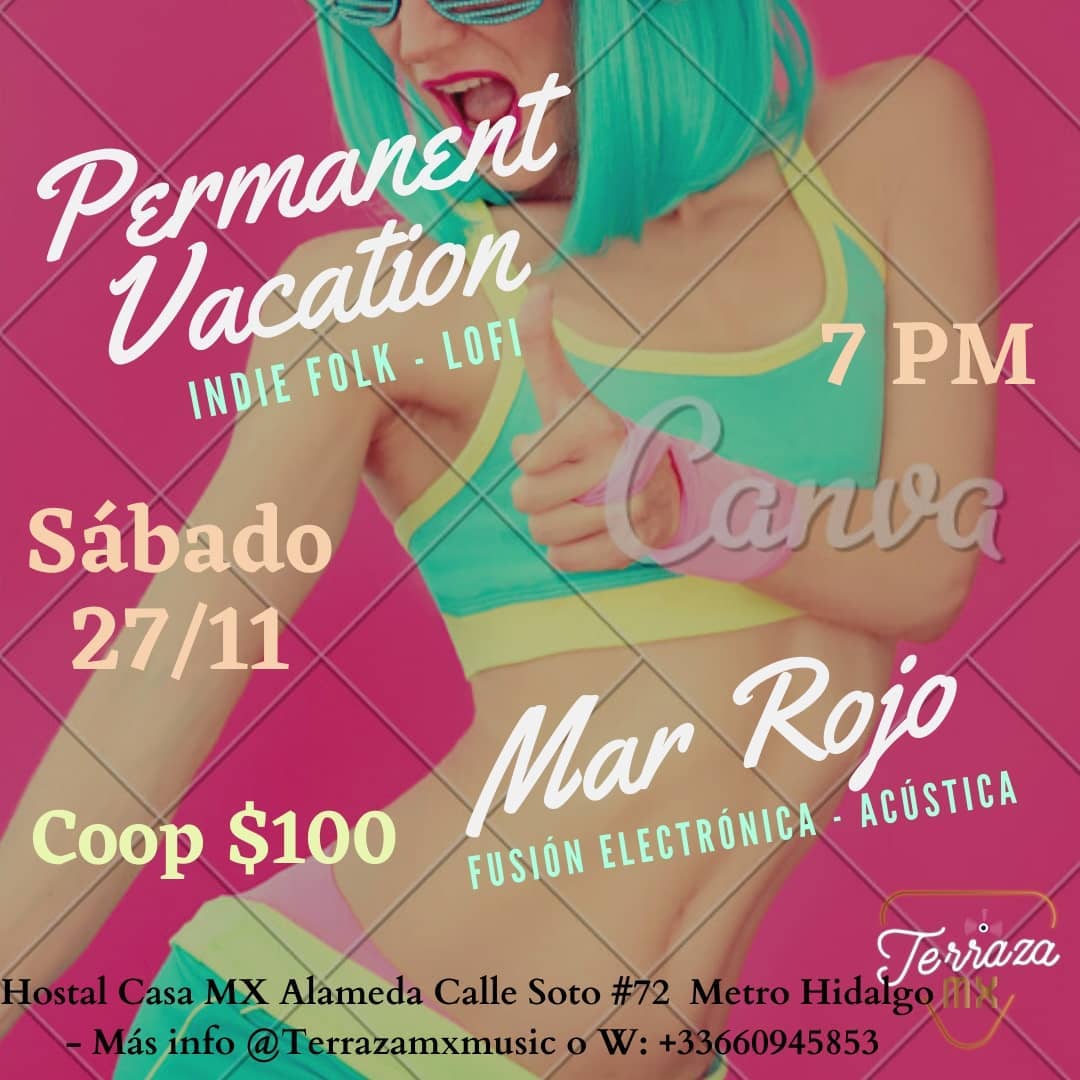 Permanent
Vacation
INDIE FOLK - LOFI
7 PM
Canva
Sábado
27/11
Mar Rojo
FUSIÓN ELECTRÓNICA - ACÚSTICA
Coop $100
Terraza
MX
Hostal Casa MX Alameda Calle Soto #72 Metro Hidalgo
- Más info @Terrazamxmusic o W: +33660945853